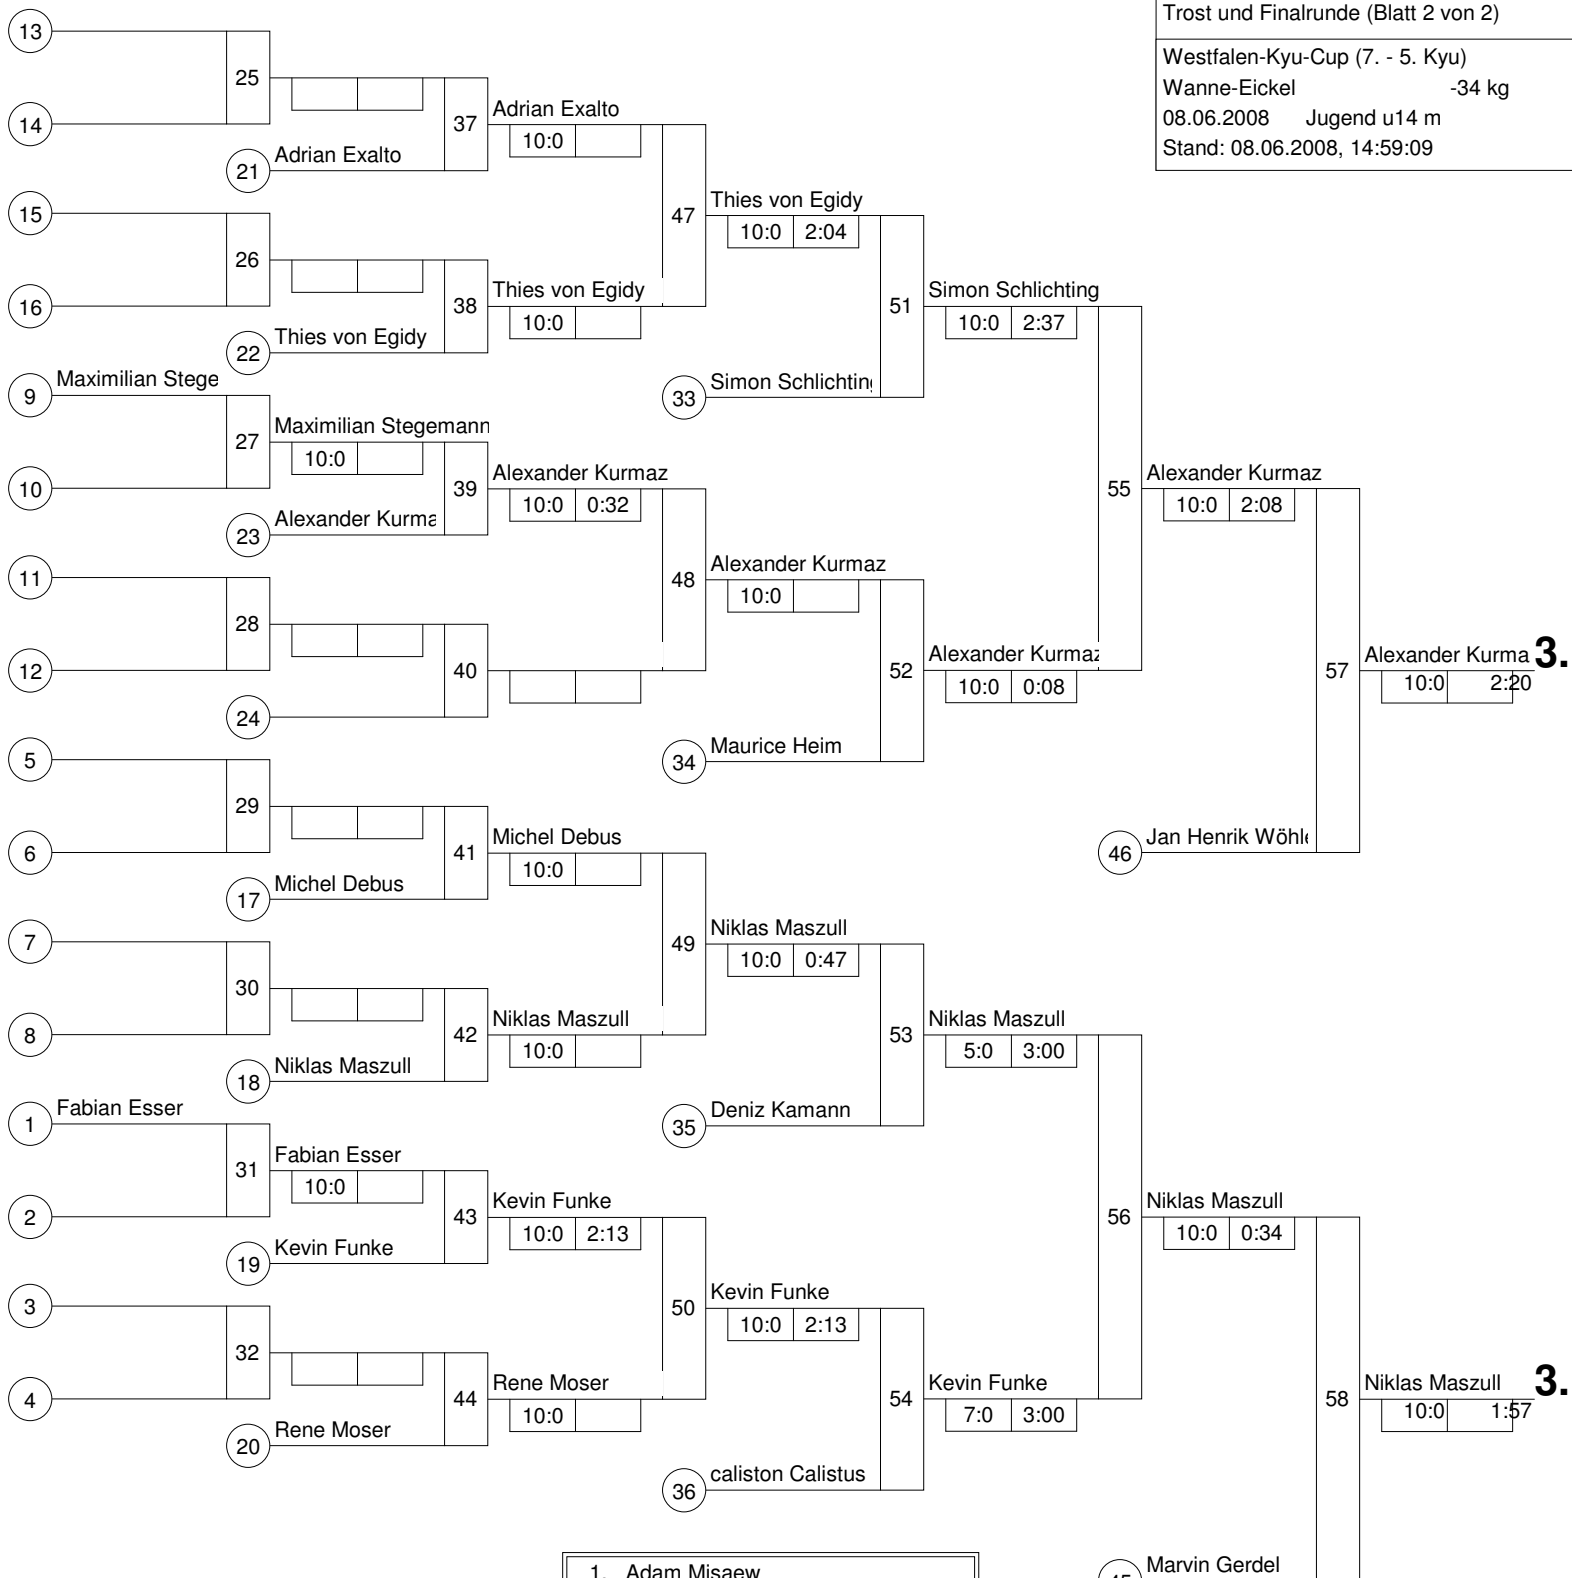 Trost und Finalrunde (Blatt 2 von 2)
Westfalen-Kyu-Cup (7. - 5. Kyu)
Wanne-Eickel -34 kg
08.06.2008 Jugend u14 m
Stand: 08.06.2008, 14:59:09
13
25
14
37
Adrian Exalto
10:0
21 Adrian Exalto
15
47
Thies von Egidy
10:0 2:04
26
16
38
Thies von Egidy
10:0
51
Simon Schlichting
10:0 2:37
22 Thies von Egidy
9 Maximilian Stege
33 Simon Schlichting
27
Maximilian Stegemann
10:0
10
39
Alexander Kurmaz
10:0 0:32
55
Alexander Kurmaz
10:0 2:08
23 Alexander Kurma
11
48
Alexander Kurmaz
10:0
28
12
40
52
Alexander Kurmaz
10:0 0:08
57
Alexander Kurma 3.
10:0 2:20
24
5
34 Maurice Heim
29
6
41
Michel Debus
10:0
46 Jan Henrik Wöhle
17 Michel Debus
7
49
Niklas Maszull
10:0 0:47
30
8
42
Niklas Maszull
10:0
53
Niklas Maszull
5:0 3:00
18 Niklas Maszull
1 Fabian Esser
35 Deniz Kamann
31
Fabian Esser
10:0
2
43
Kevin Funke
10:0 2:13
56
Niklas Maszull
10:0 0:34
19 Kevin Funke
3
50
Kevin Funke
10:0 2:13
32
4
44
Rene Moser
10:0
54
Kevin Funke
7:0 3:00
58
Niklas Maszull 3.
10:0 1:57
20 Rene Moser
36 caliston Calistus
1. Adam Misaew
45 Marvin Gerdel